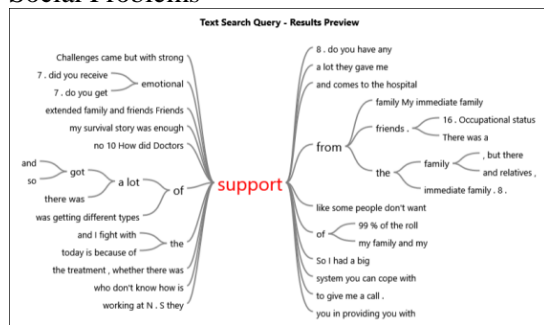 Social Problems
Text Search Query - Results Preview
Challenges came but with strong
7 . did you receive
7 . do you get
emotional
extended family and friends Friends
my survival story was enough
no 10 How did Doctors
and
so
got
there was
a lot
was getting different types
of
and I fight with
today is because of
the
the treatment , whether there was
who don't know how is
working at N . S they
support
8 . do you have any
a lot they gave me
and comes to the hospital
from
family My immediate family
friends .
16 . Occupational status
There was a
the
family
, but there
and relatives ,
immediate family . 8 .
like some people don't want
of
99 % of the roll
my family and my
So I had a big
system you can cope with
to give me a call .
you in providing you with